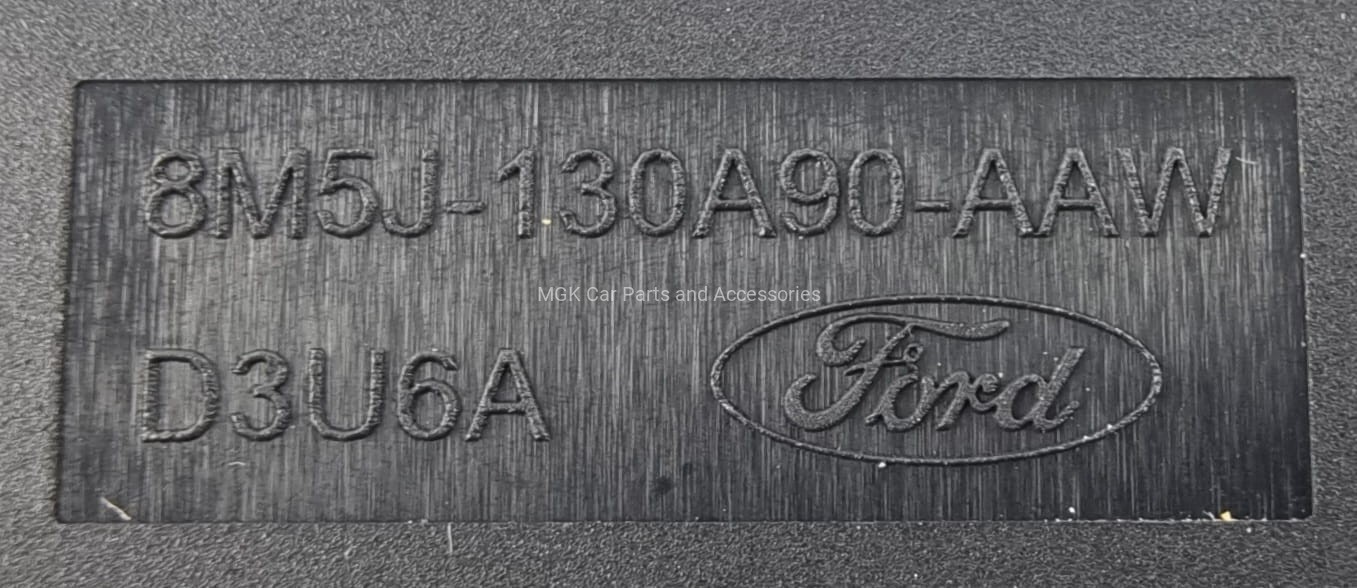 8M5J-130A90-AAW
MGK Car Parts and Accessories
D3U6A
Ford